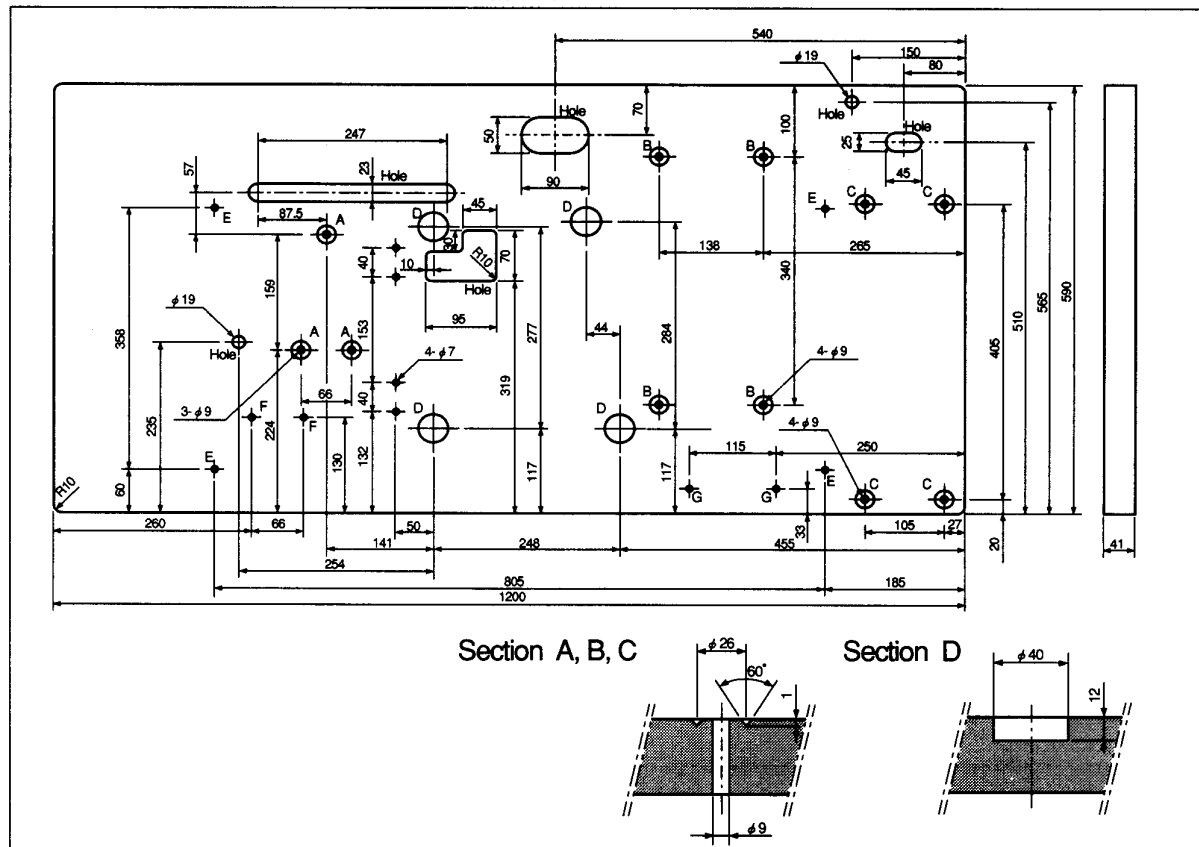 540
150
80
φ19
Hole
Hole
Hole
70
50
100
25
B
B
90
45
247
57
23
Hole
E
87.5
A
D
45
D
E
C
C
30
10
40
R10
70
Hole
138
265
340
95
159
358
φ19
Hole
A
A
153
277
44
284
405
510
565
590
4-φ7
4-φ9
66
319
3-φ9
F
F
40
B
B
D
D
4-φ9
235
224
130
132
117
117
115
250
E
60
R10
G
G
E
C
C
33
260
66
50
105
27
20
141
248
455
41
254
805
185
1200
Section A, B, C
Section D
φ26
60°
1
φ40
12
φ9